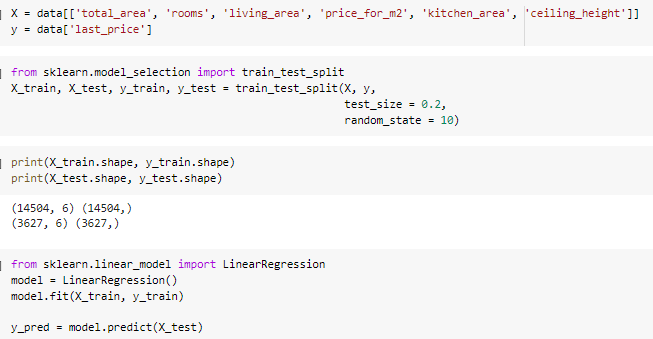 X = data[['total_area', 'rooms', 'living_area', 'price_for_m2', 'kitchen_area', 'ceiling_height']]
y = data['last_price']
from sklearn.model_selection import train_test_split
X_train, X_test, y_train, y_test = train_test_split(X, y,
test_size = 0.2,
random_state = 10)
print(X_train.shape, y_train.shape)
print(X_test.shape, y_test.shape)
(14504, 6) (14504,)
(3627, 6) (3627,)
from sklearn.linear_model import LinearRegression
model = LinearRegression()
model.fit(X_train, y_train)
y_pred = model.predict(X_test)